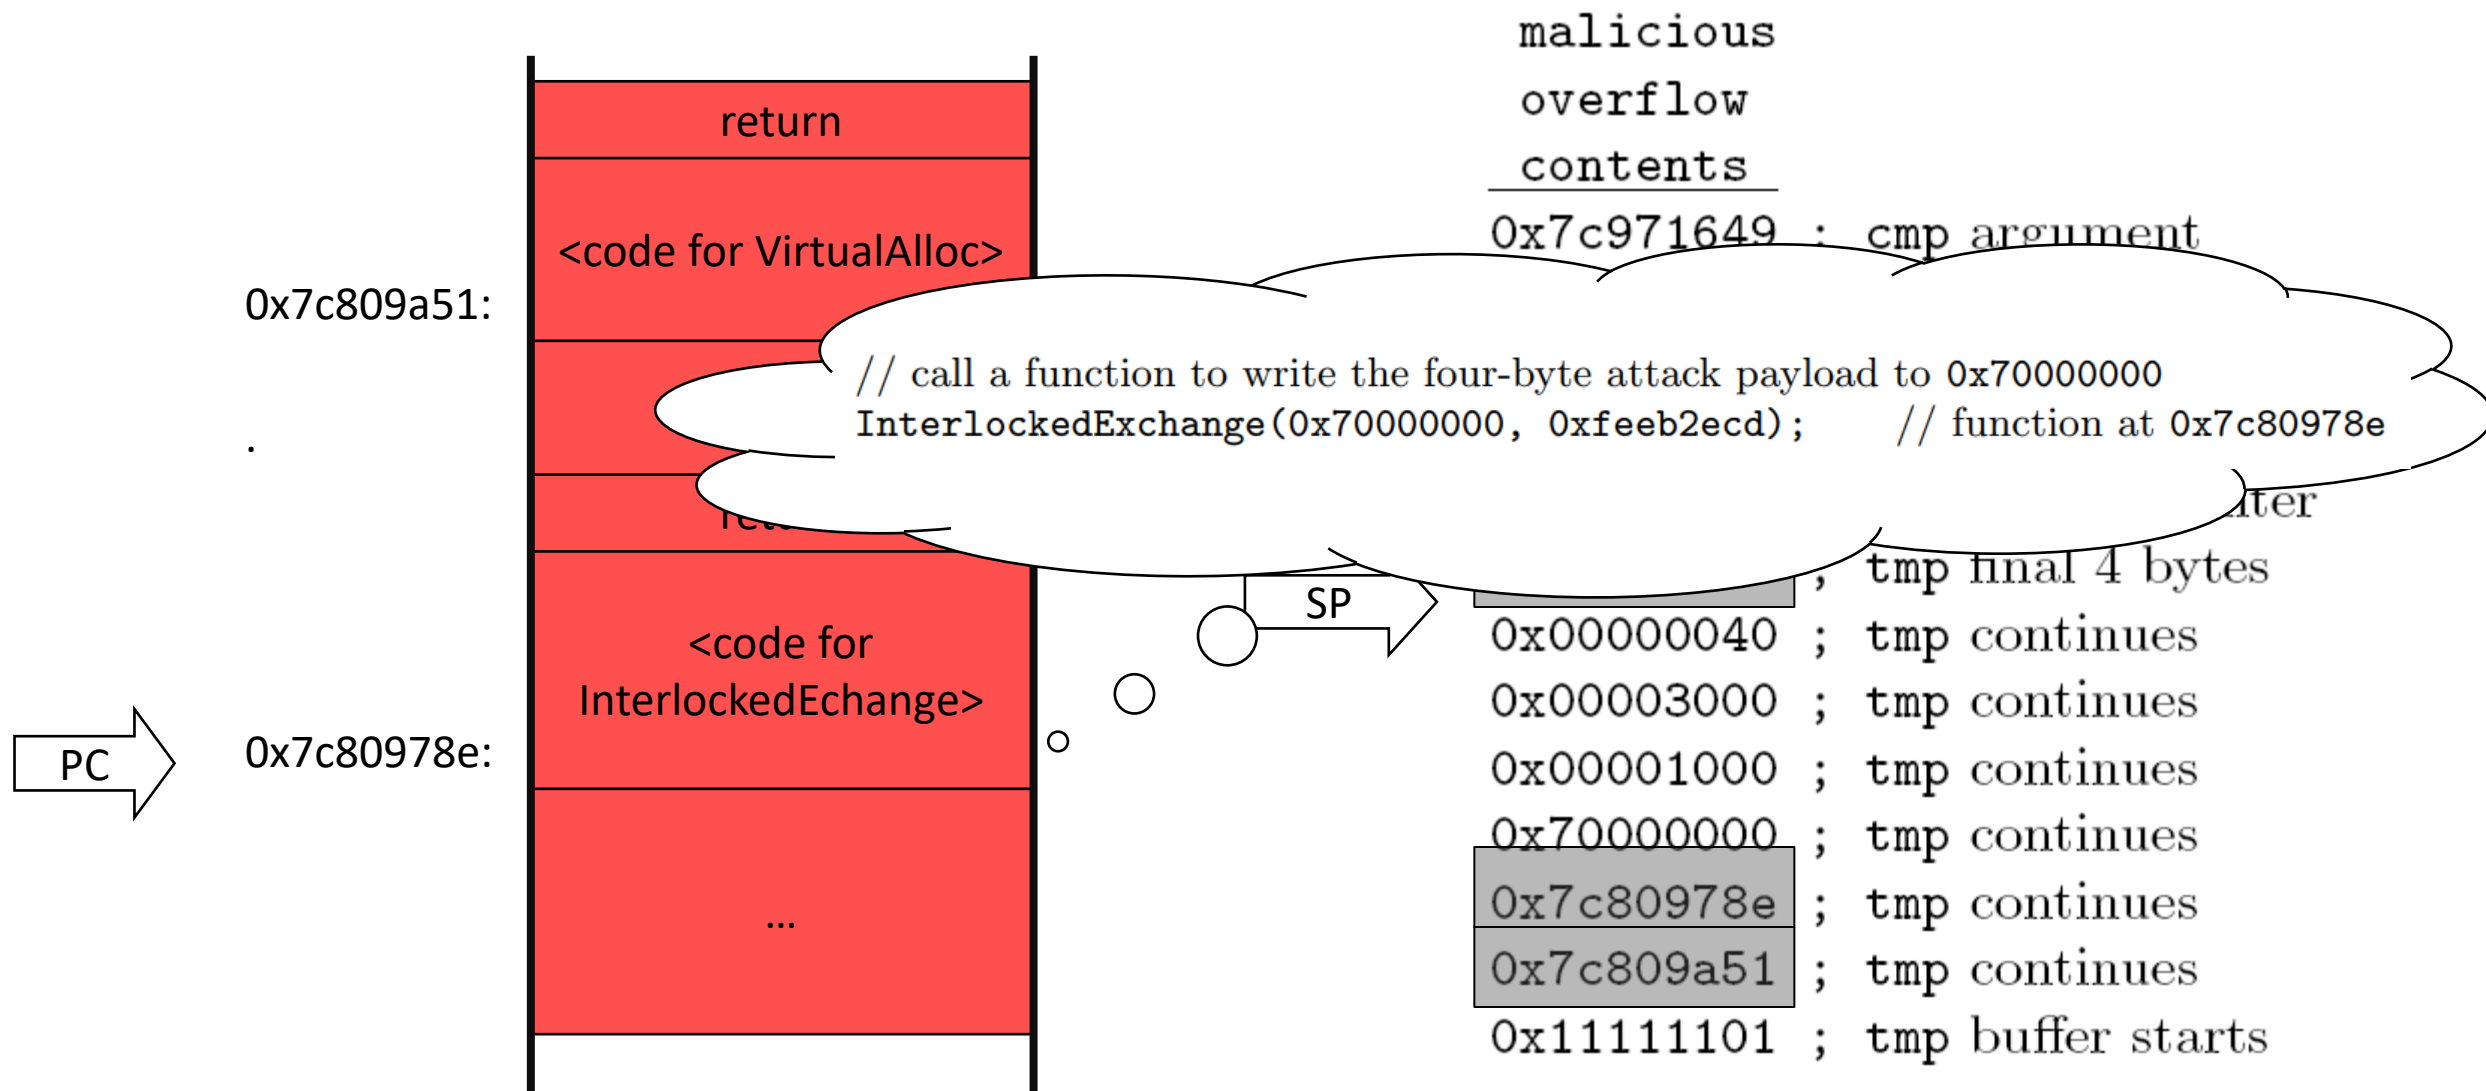 malicious
overflow
contents
return
<code for VirtualAlloc>
0x7c809a51:
.
<code for
InterlockedEchange>
PC
0x7c80978e:
...
0x7c971649 ; cmp argument
// call a function to write the four-byte attack payload to 0x70000000
InterlockedExchange(0x70000000, 0xfeeb2ecd); // function at 0x7c80978e
; tmp final 4 bytes
SP
0x00000040 ; tmp continues
0x00003000 ; tmp continues
0x00001000 ; tmp continues
0x70000000 ; tmp continues
0x7c80978e ; tmp continues
0x7c809a51 ; tmp continues
0x11111101 ; tmp buffer starts